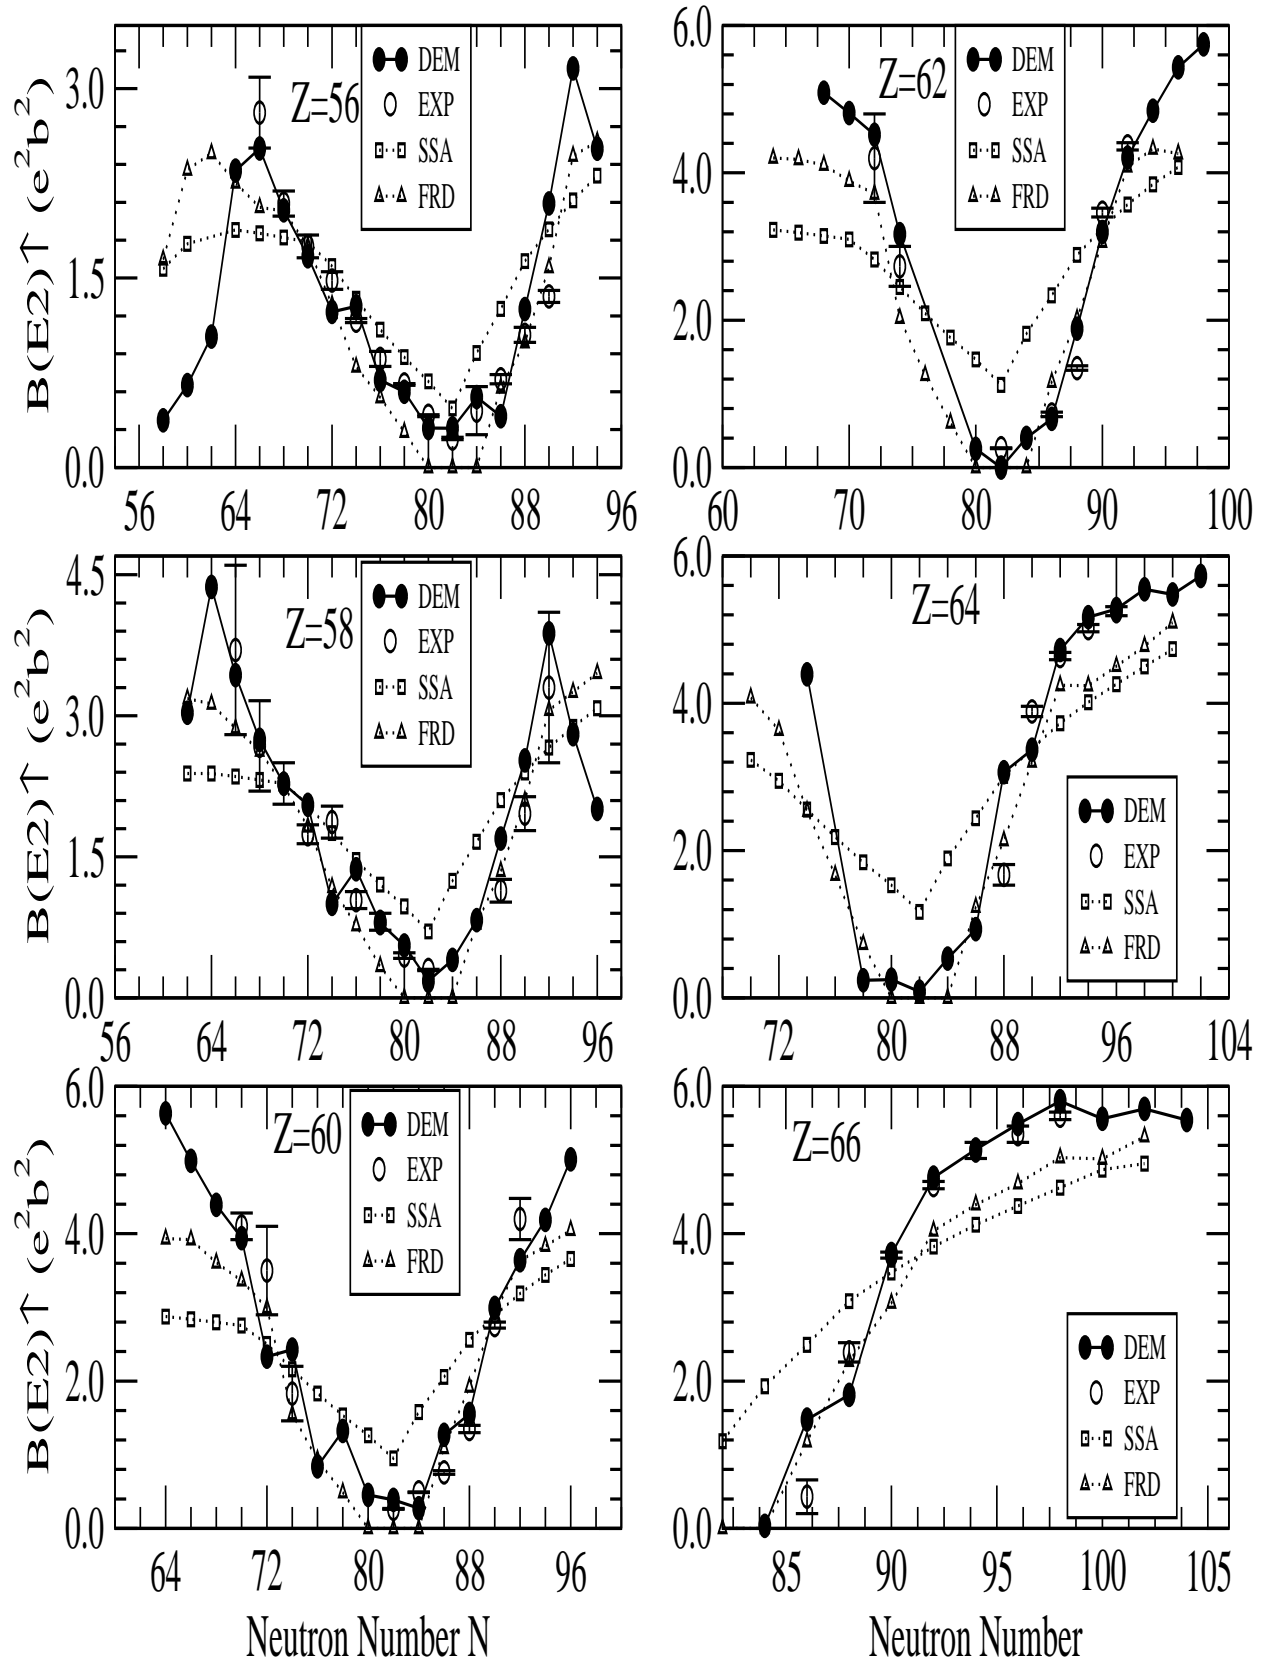 B(E2)↑ (e²b²)
3.0
1.5
0.0
Z=56
DEM
EXP
SSA
FRD
56 64 72 80 88 96
6.0
4.0
2.0
0.0
Z=62
DEM
EXP
SSA
FRD
60 70 80 90 100
B(E2)↑ (e²b²)
4.5
3.0
1.5
0.0
Z=58
DEM
EXP
SSA
FRD
56 64 72 80 88 96
6.0
4.0
2.0
0.0
Z=64
DEM
EXP
SSA
FRD
72 80 88 96 104
B(E2)↑ (e²b²)
6.0
4.0
2.0
0.0
Z=60
DEM
EXP
SSA
FRD
64 72 80 88 96
Neutron Number N
6.0
4.0
2.0
0.0
Z=66
DEM
EXP
SSA
FRD
85 90 95 100 105
Neutron Number